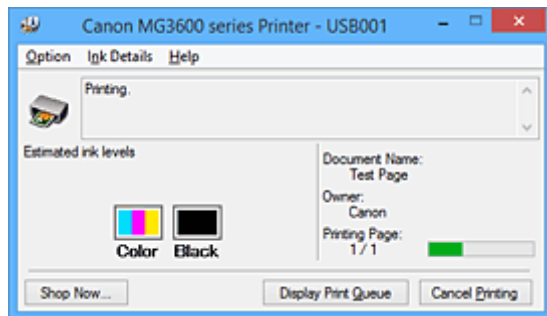 Canon MG3600 series Printer - USB001
Option Ink Details Help
Printing.
Estimated ink levels
Document Name:
Test Page
Owner:
Canon
Printing Page:
1 / 1
Color Black
Shop Now... Display Print Queue Cancel Printing